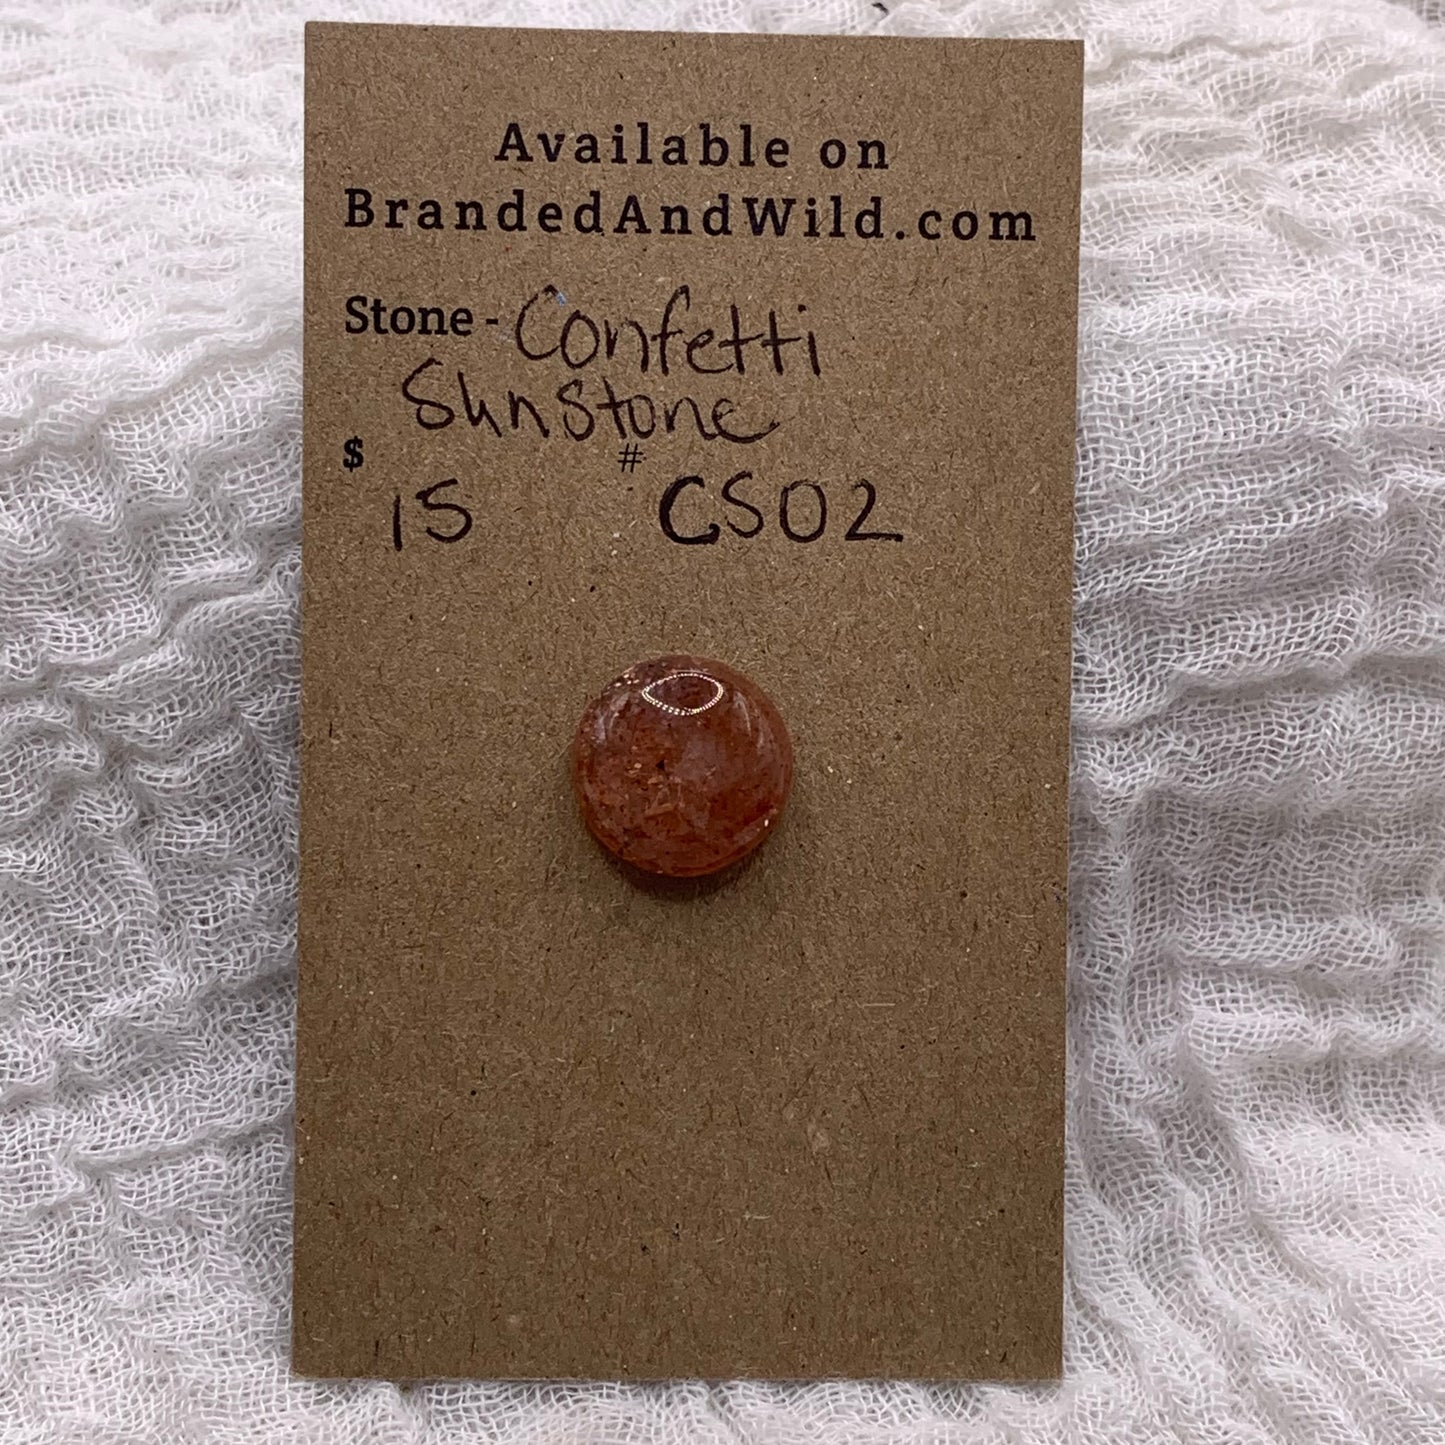 Available on
BrandedAndWild.com
Stone - Confetti
Sunstone
$ 15 # CS02